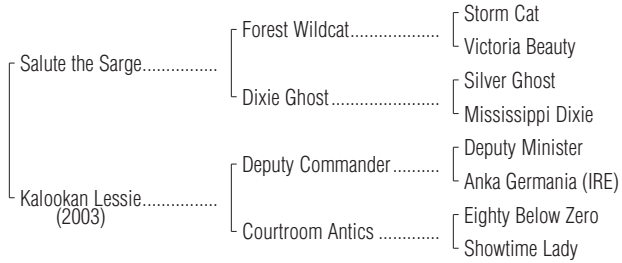 Storm Cat
Forest Wildcat...................
Victoria Beauty
Salute the Sarge................
Silver Ghost
Dixie Ghost.......................
Mississippi Dixie
Deputy Minister
Deputy Commander..........
Anka Germania (IRE)
Kalookan Lessie................
(2003)
Eighty Below Zero
Courtroom Antics .............
Showtime Lady